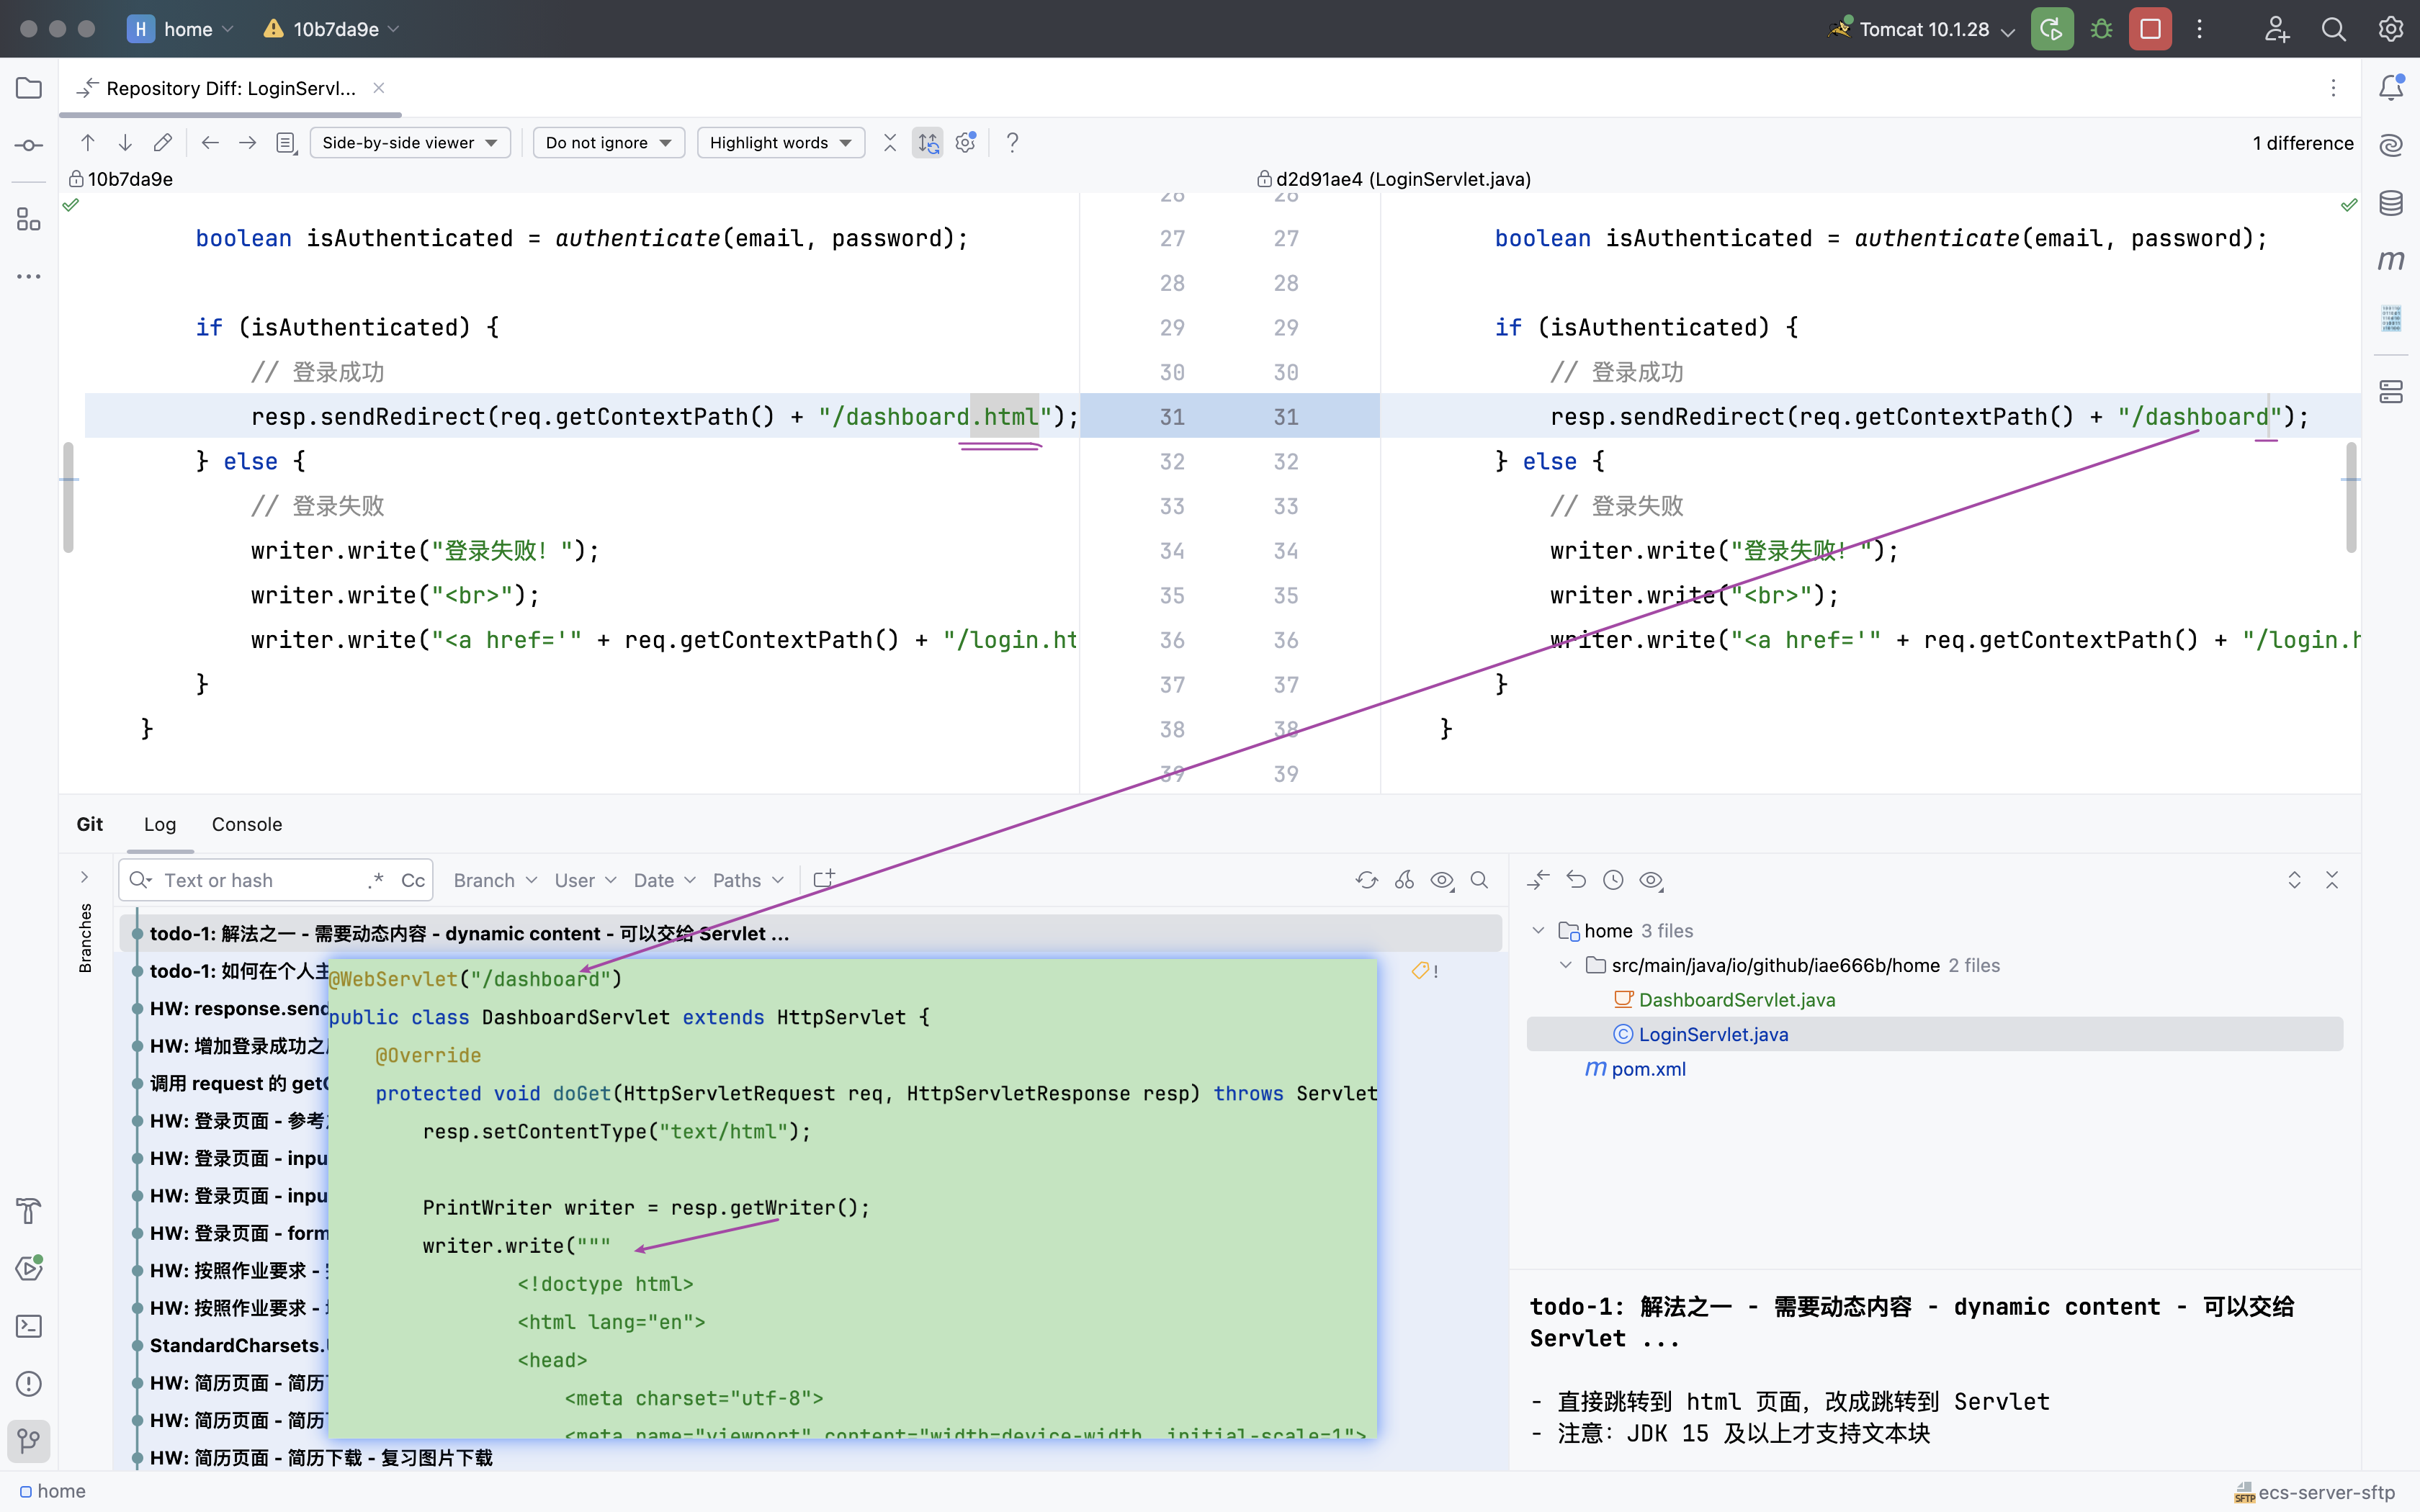 H home 10b7da9e Tomcat 10.1.28
Repository Diff: LoginServl...
Side-by-side viewer Do not ignore Highlight words ? 1 difference
10b7da9e d2d91ae4 (LoginServlet.java)
26 26
boolean isAuthenticated = authenticate(email, password); 27 27 boolean isAuthenticated = authenticate(email, password);
28 28
if (isAuthenticated) { 29 29 if (isAuthenticated) {
// 登录成功 30 30 // 登录成功
resp.sendRedirect(req.getContextPath() + "/dashboard.html"); 31 31 resp.sendRedirect(req.getContextPath() + "/dashboard");
} else { 32 32 } else {
// 登录失败 33 33 // 登录失败
writer.write("登录失败！"); 34 34 writer.write("登录失败！");
writer.write("<br>"); 35 35 writer.write("<br>");
writer.write("<a href='" + req.getContextPath() + "/login.ht 36 36 writer.write("<a href='" + req.getContextPath() + "/login.h
} 37 37 }
} 38 38 }
39 39
Git Log Console
Branches
Text or hash .* Cc Branch User Date Paths
todo-1: 解法之一 - 需要动态内容 - dynamic content - 可以交给 Servlet ...
todo-1: 如何在个人主
HW: response.send
HW: 增加登录成功之
调用 request 的 get
HW: 登录页面 - 参考
HW: 登录页面 - inpu
HW: 登录页面 - inpu
HW: 登录页面 - form
HW: 按照作业要求 -
HW: 按照作业要求 -
StandardCharsets.
HW: 简历页面 - 简历
HW: 简历页面 - 简历
HW: 简历页面 - 简历下载 - 复习图片下载
@WebServlet("/dashboard")
public class DashboardServlet extends HttpServlet {
@Override
protected void doGet(HttpServletRequest req, HttpServletResponse resp) throws Servlet
resp.setContentType("text/html");
PrintWriter writer = resp.getWriter();
writer.write("""
<!doctype html>
<html lang="en">
<head>
<meta charset="utf-8">
<meta name="viewport" content="width=device-width, initial-scale=1">
!
home 3 files
src/main/java/io/github/iae666b/home 2 files
DashboardServlet.java
LoginServlet.java
m pom.xml
todo-1: 解法之一 - 需要动态内容 - dynamic content - 可以交给
Servlet ...
- 直接跳转到 html 页面，改成跳转到 Servlet
- 注意：JDK 15 及以上才支持文本块
m
home SFTP ecs-server-sftp